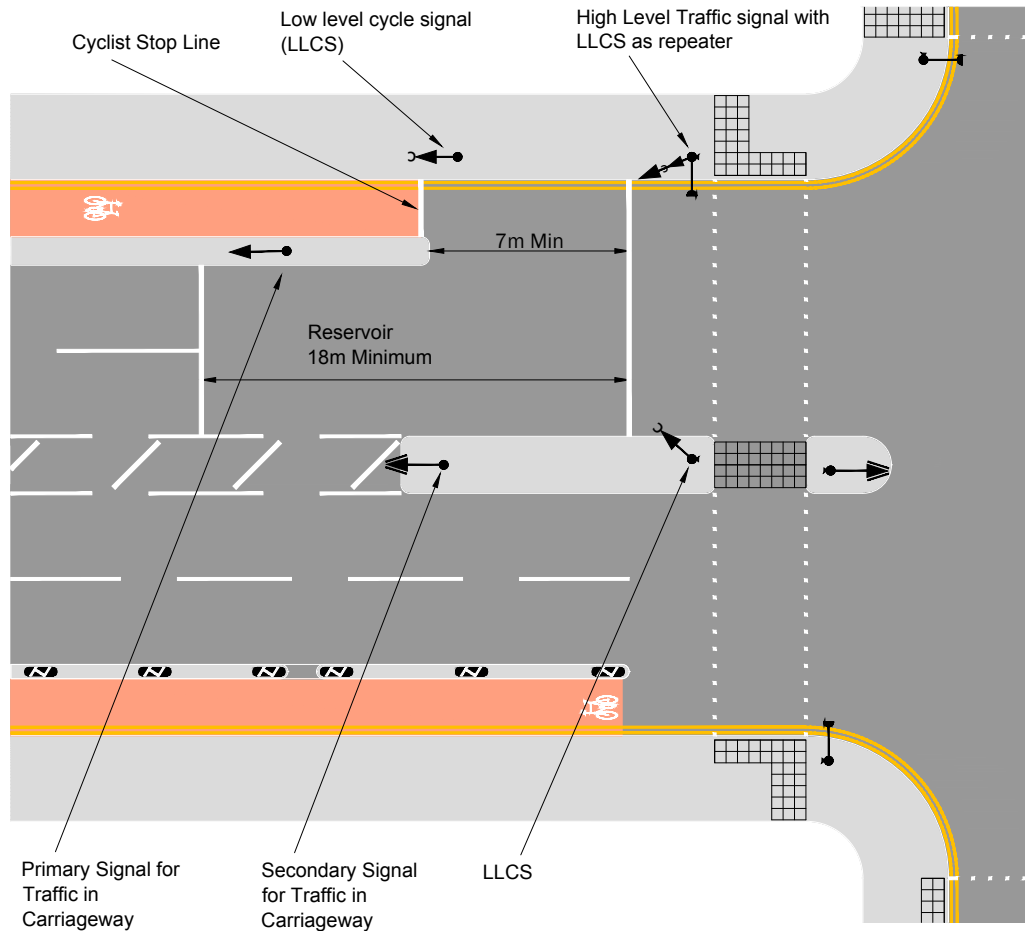 Low level cycle signal
(LLCS)
High Level Traffic signal with
LLCS as repeater
Cyclist Stop Line
7m Min
Reservoir
18m Minimum
Primary Signal for
Traffic in
Carriageway
Secondary Signal
for Traffic in
Carriageway
LLCS